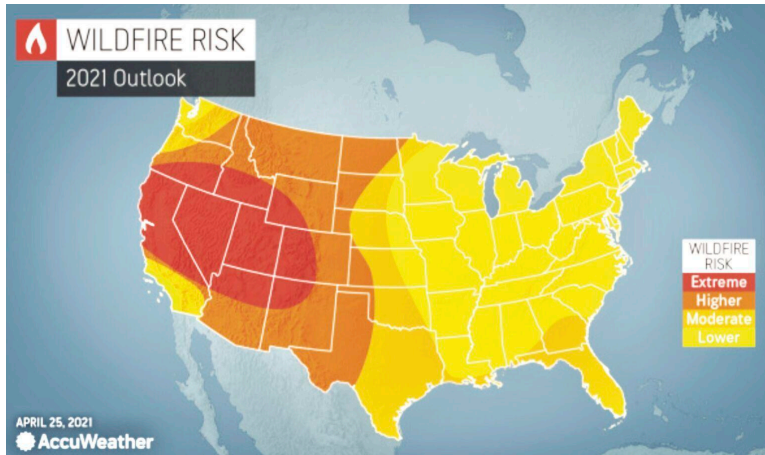 WILDFIRE RISK
2021 Outlook
WILDFIRE
RISK
Extreme
Higher
Moderate
Lower
APRIL 25, 2021
AccuWeather